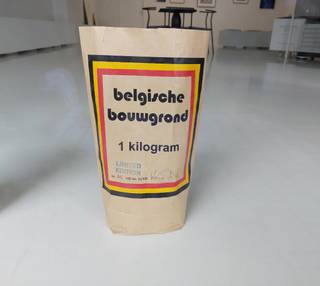 belgische
bouwgrond
1 kilogram
LIMITED
EDITION